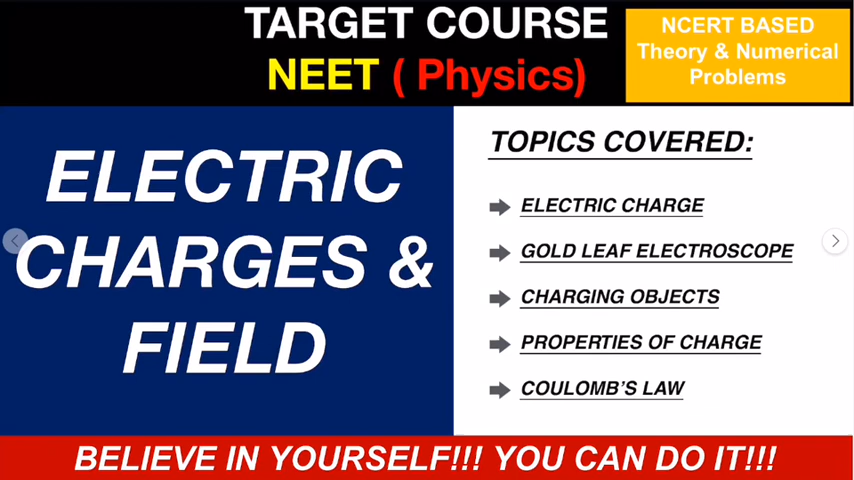 TARGET COURSE
NEET ( Physics)
NCERT BASED
Theory & Numerical
Problems
ELECTRIC
CHARGES &
FIELD
TOPICS COVERED:
ELECTRIC CHARGE
GOLD LEAF ELECTROSCOPE
CHARGING OBJECTS
PROPERTIES OF CHARGE
COULOMB'S LAW
BELIEVE IN YOURSELF!!! YOU CAN DO IT!!!